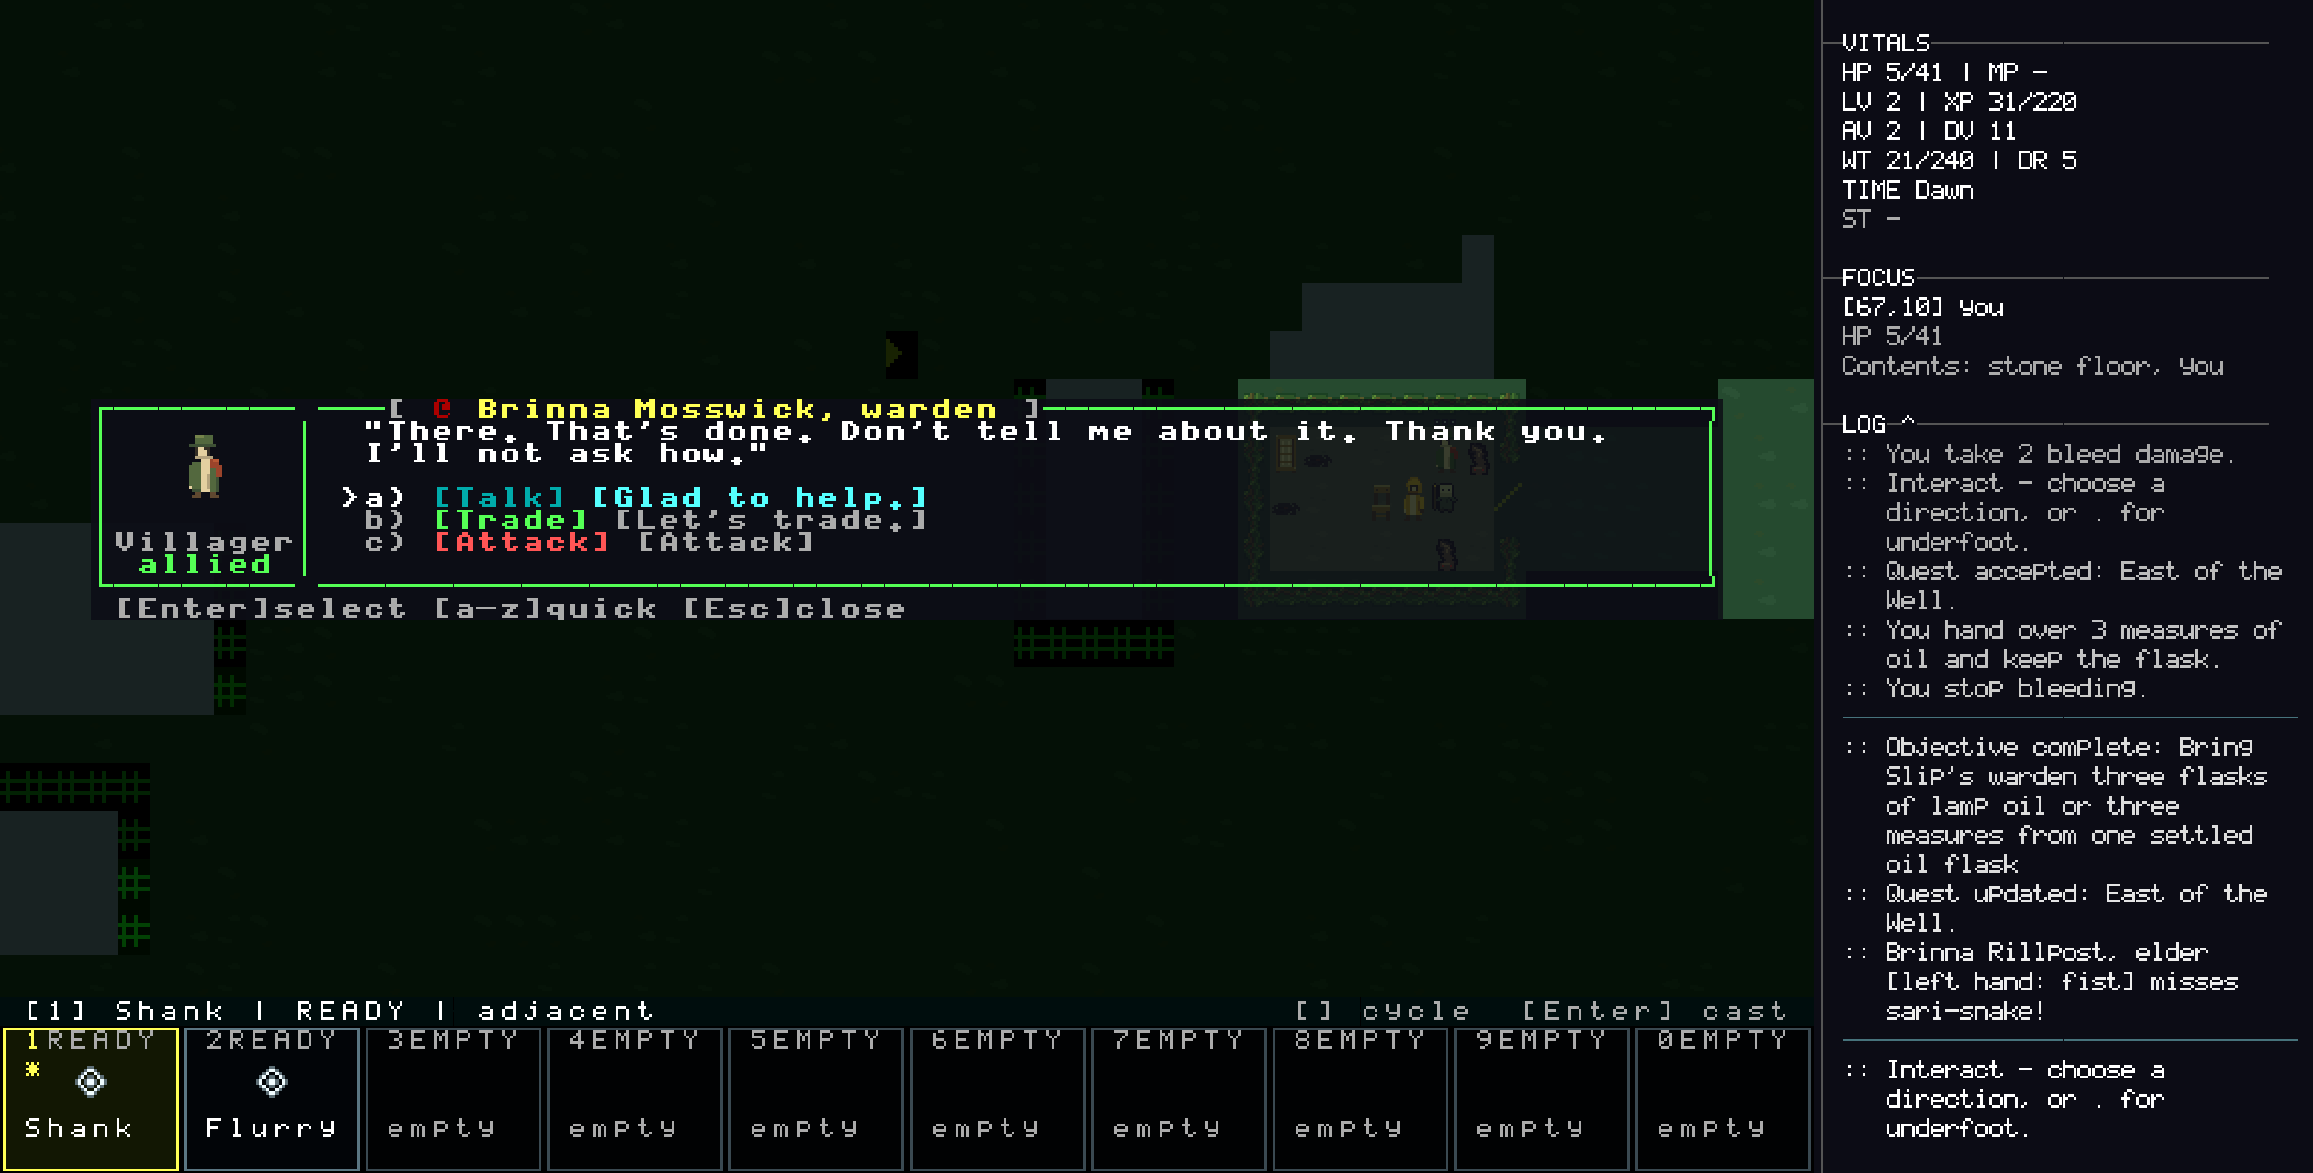 [ @ Brinna Mosswick, warden ]
"There. That's done. Don't tell me about it. Thank you.
I'll not ask how."
>a) [Talk] [Glad to help.]
b) [Trade] [Let's trade.]
c) [Attack] [Attack]
Villager
allied
[Enter]select [a-z]quick [Esc]close
[1] Shank | READY | adjacent
[] cycle [Enter] cast
1READY
*
Shank
2READY
Flurry
3EMPTY
empty
4EMPTY
empty
5EMPTY
empty
6EMPTY
empty
7EMPTY
empty
8EMPTY
empty
9EMPTY
empty
0EMPTY
empty
VITALS
HP 5/41 | MP -
LV 2 | XP 31/220
AV 2 | DV 11
WT 21/240 | DR 5
TIME Dawn
ST -
FOCUS
[67,10] You
HP 5/41
Contents: stone floor, You
LOG ^
:: You take 2 bleed damage.
:: Interact - choose a
direction, or . for
underfoot.
:: Quest accepted: East of the
Well.
:: You hand over 3 measures of
oil and keep the flask.
:: You stop bleeding.
:: Objective complete: Bring
Slip's warden three flasks
of lamp oil or three
measures from one settled
oil flask
:: Quest updated: East of the
Well.
:: Brinna Rillpost, elder
[left hand: fist] misses
sari-snake!
:: Interact - choose a
direction, or . for
underfoot.